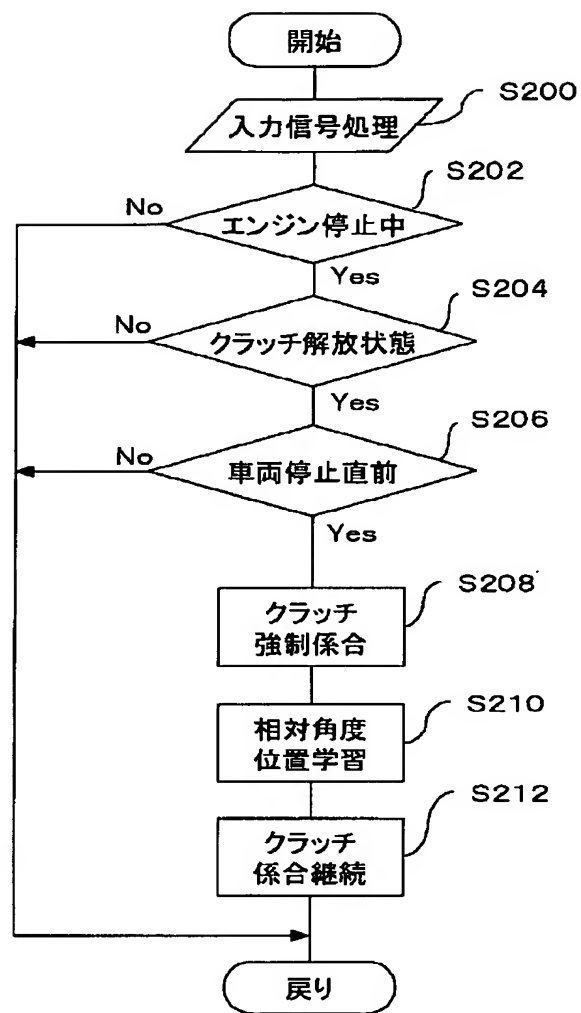 開始
入力信号処理
S200
エンジン停止中
S202
No
Yes
クラッチ解放状態
S204
No
Yes
車両停止直前
S206
No
Yes
クラッチ
強制係合
S208
相対角度
位置学習
S210
クラッチ
係合継続
S212
戻り